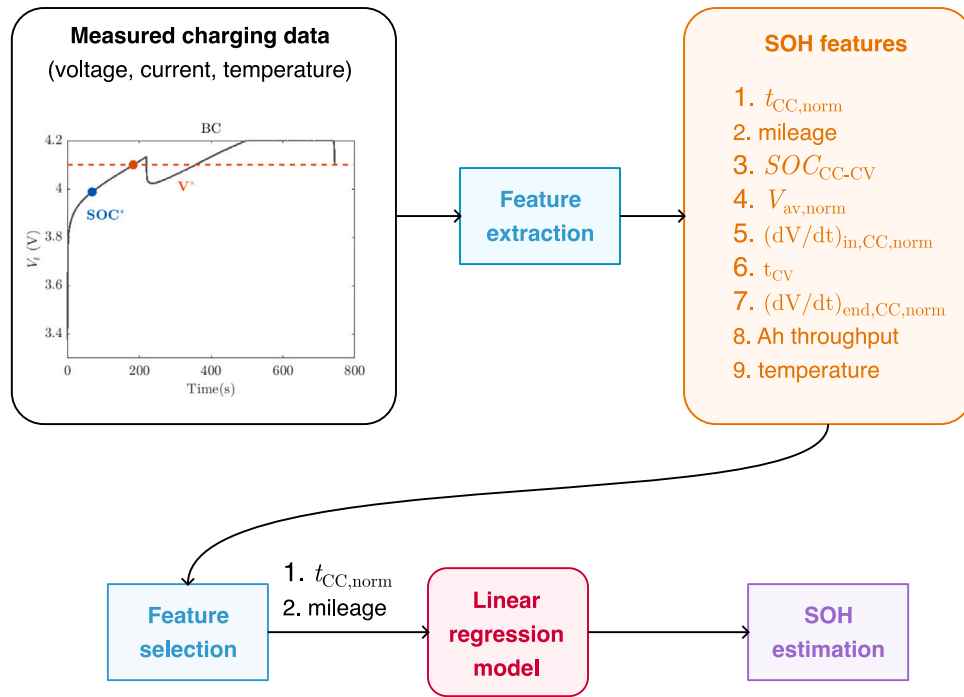 Measured charging data
(voltage, current, temperature)
BC
4.2
4
3.8
3.6
3.4
V_t (V)
SOC*
V*
0 200 400 600 800
Time(s)
Feature
extraction
SOH features
1. t_CC,norm
2. mileage
3. SOC_CC-CV
4. V_av,norm
5. (dV/dt)_in,CC,norm
6. t_CV
7. (dV/dt)_end,CC,norm
8. Ah throughput
9. temperature
Feature
selection
1. t_CC,norm
2. mileage
Linear
regression
model
SOH
estimation